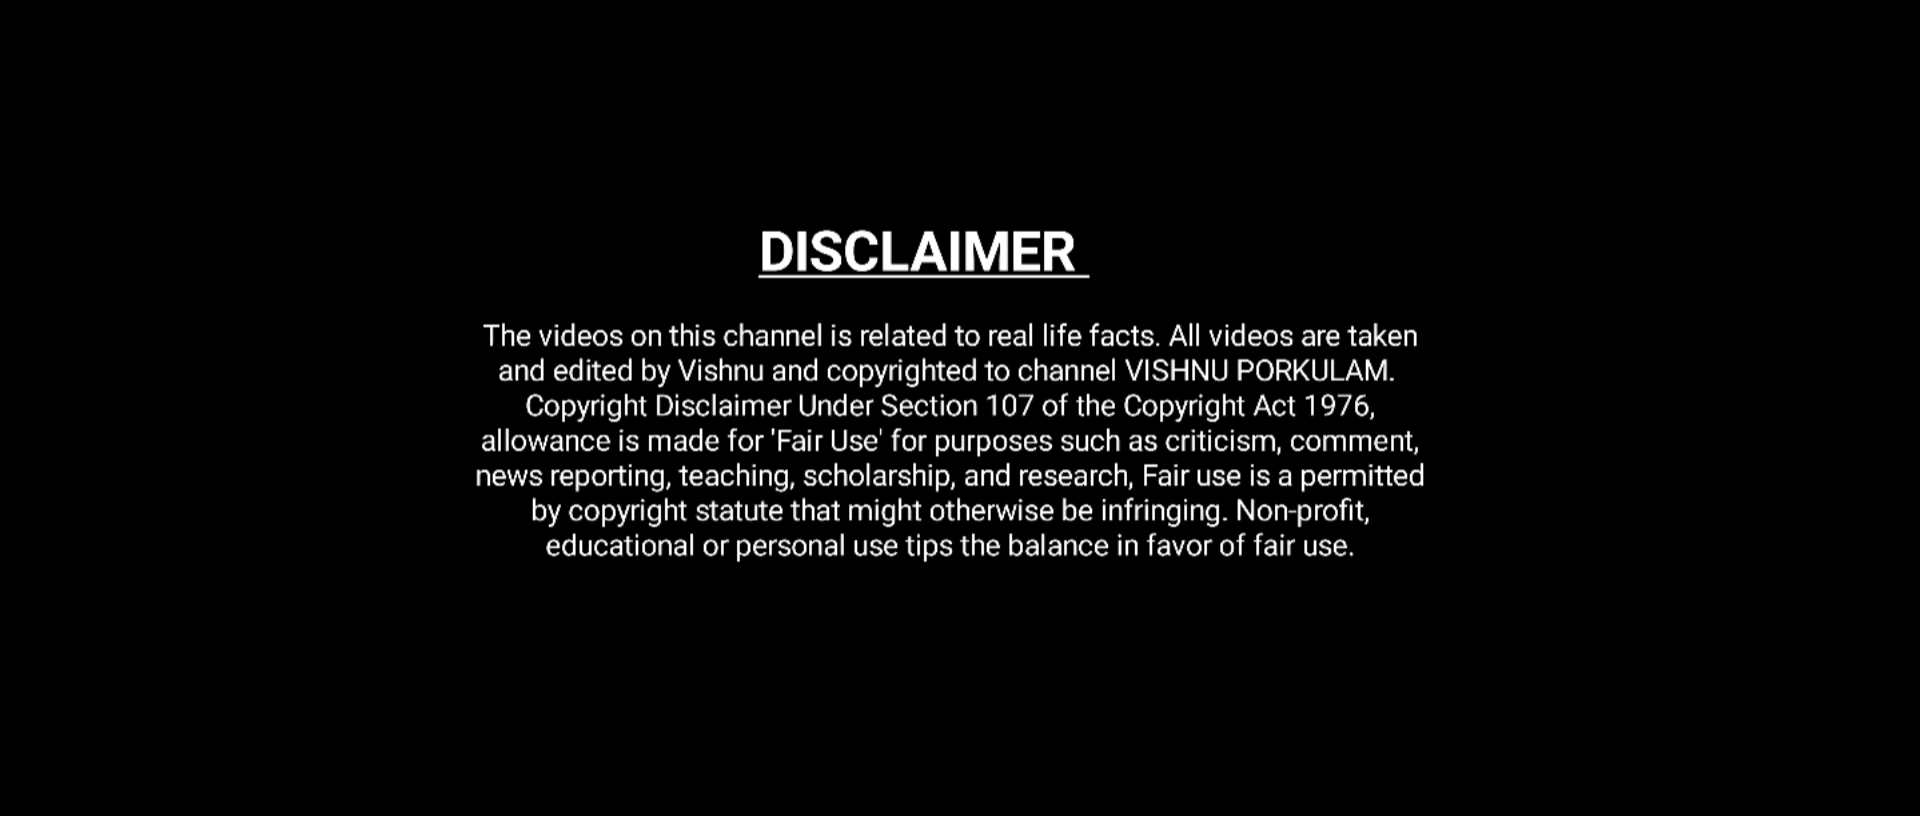 DISCLAIMER
The videos on this channel is related to real life facts. All videos are taken
and edited by Vishnu and copyrighted to channel VISHNU PORKULAM.
Copyright Disclaimer Under Section 107 of the Copyright Act 1976,
allowance is made for 'Fair Use' for purposes such as criticism, comment,
news reporting, teaching, scholarship, and research, Fair use is a permitted
by copyright statute that might otherwise be infringing. Non-profit,
educational or personal use tips the balance in favor of fair use.